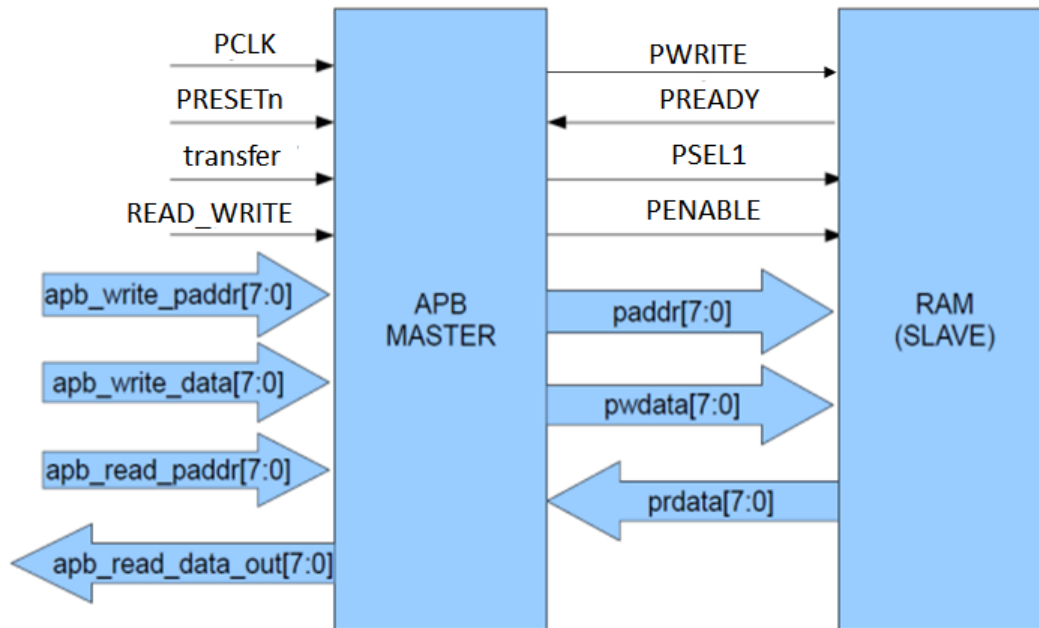 PCLK
PRESETn
transfer
READ_WRITE
apb_write_paddr[7:0]
apb_write_data[7:0]
apb_read_paddr[7:0]
apb_read_data_out[7:0]
APB
MASTER
PWRITE
PREADY
PSEL1
PENABLE
paddr[7:0]
pwdata[7:0]
prdata[7:0]
RAM
(SLAVE)